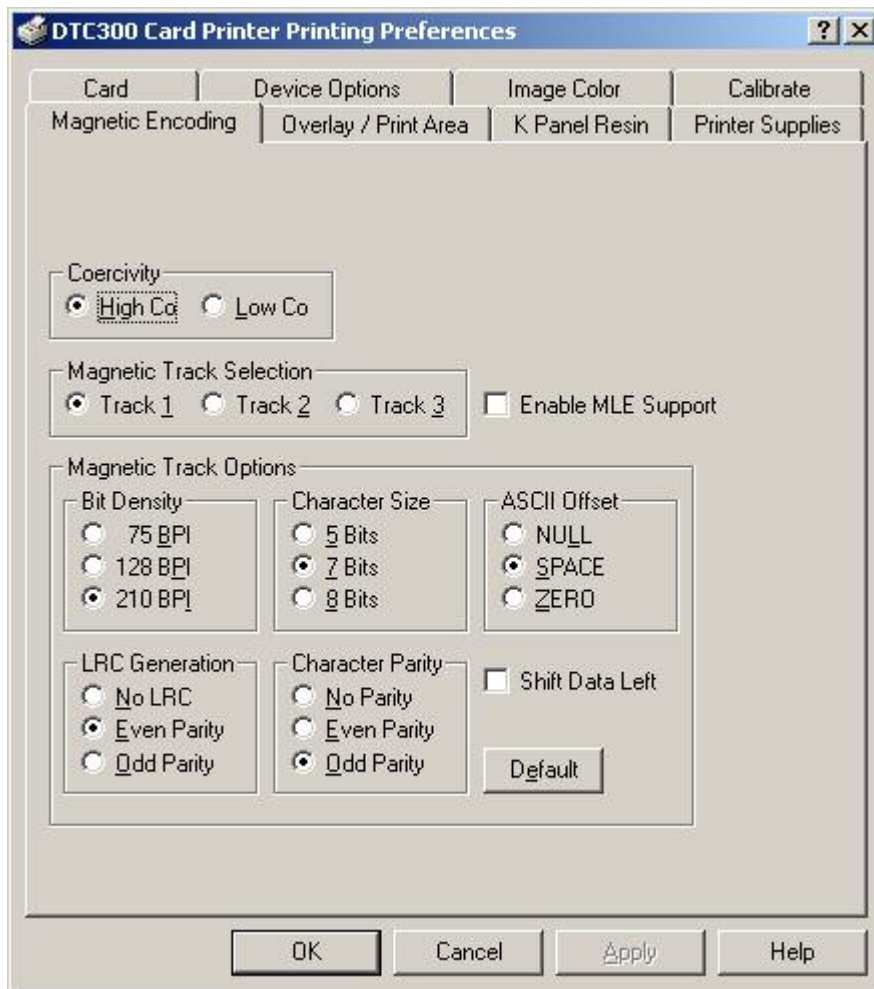 DTC300 Card Printer Printing Preferences
Card Device Options Image Color Calibrate
Magnetic Encoding Overlay / Print Area K Panel Resin Printer Supplies
Coercivity
High Co Low Co
Magnetic Track Selection
Track 1 Track 2 Track 3 Enable MLE Support
Magnetic Track Options
Bit Density Character Size ASCII Offset
75 BPI 5 Bits NULL
128 BPI 7 Bits SPACE
210 BPI 8 Bits ZERO
LRC Generation Character Parity
No LRC No Parity Shift Data Left
Even Parity Even Parity
Odd Parity Odd Parity Default
OK Cancel Apply Help